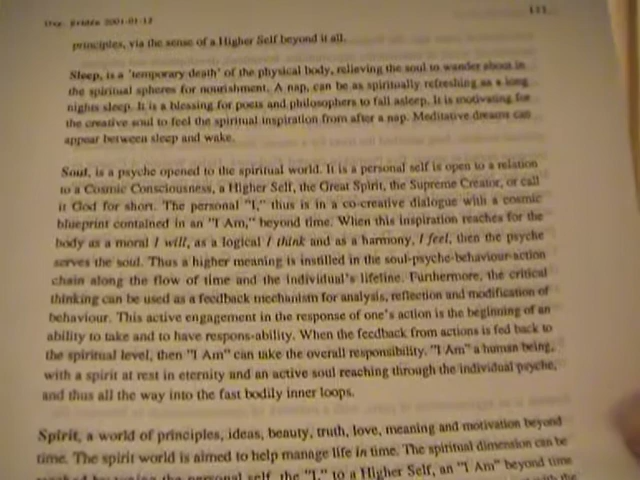 111
2001-01-12
principles, via the sense of a Higher Self beyond it all.
Sleep, is a 'temporary death' of the physical body, relieving the soul to wander about in
the spiritual spheres for nourishment. A nap, can be as spiritually refreshing as a long
nights sleep. It is a blessing for poets and philosophers to fall asleep. It is motivating for
the creative soul to feel the spiritual inspiration from after a nap. Meditative dreams can
appear between sleep and wake.
Soul, is a psyche opened to the spiritual world. It is a personal self is open to a relation
to a Cosmic Consciousness, a Higher Self, the Great Spirit, the Supreme Creator, or call
it God for short. The personal "I," thus is in a co-creative dialogue with a cosmic
blueprint contained in an "I Am," beyond time. When this inspiration reaches for the
body as a moral I will, as a logical I think and as a harmony, I feel, then the psyche
serves the soul. Thus a higher meaning is instilled in the soul-psyche-behaviour-action
chain along the flow of time and the individual's lifeline. Furthermore, the critical
thinking can be used as a feedback mechanism for analysis, reflection and modification of
behaviour. This active engagement in the response of one's action is the beginning of an
ability to take and to have respons-ability. When the feedback from actions is fed back to
the spiritual level, then "I Am" can take the overall responsibility. "I Am" a human being,
with a spirit at rest in eternity and an active soul reaching through the individual psyche,
and thus all the way into the fast bodily inner loops.
Spirit, a world of principles, ideas, beauty, truth, love, meaning and motivation beyond
time. The spirit world is aimed to help manage life in time. The spiritual dimension can be
the personal self, the "I," to a Higher Self, an "I Am" beyond time